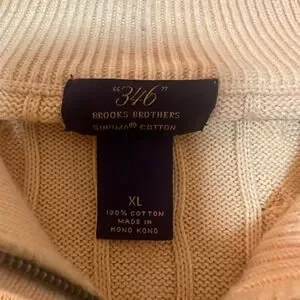 "346"
BROOKS BROTHERS
SUPIMA® COTTON
XL
100% COTTON
MADE IN
HONG KONG